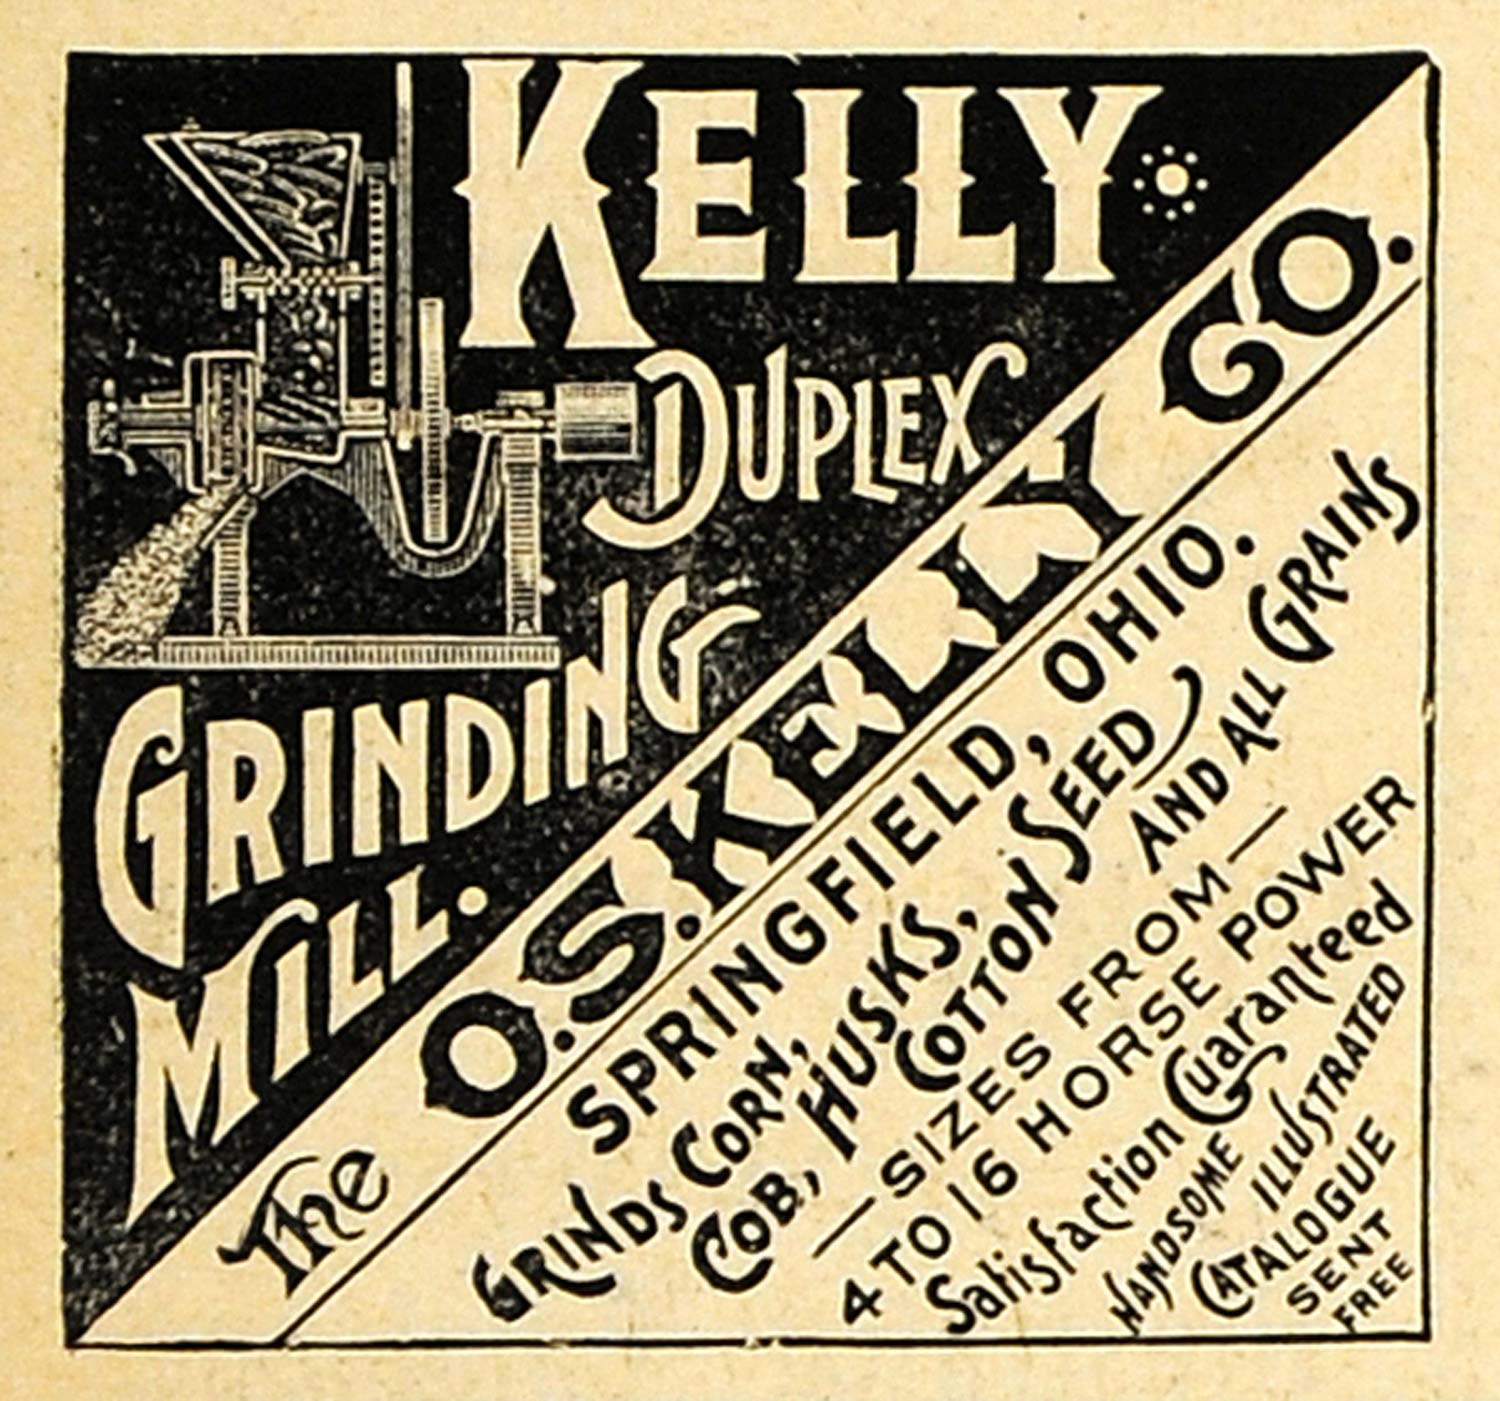 KELLY
DUPLEX
GRINDING
MILL.
The O.S. KELLY CO.
SPRINGFIELD, OHIO.
GRINDS CORN,
COB, HUSKS,
COTTON SEED
AND ALL GRAINS
— SIZES FROM —
4 TO 16 HORSE POWER
Satisfaction Guaranteed
HANDSOME ILLUSTRATED
CATALOGUE
SENT
FREE